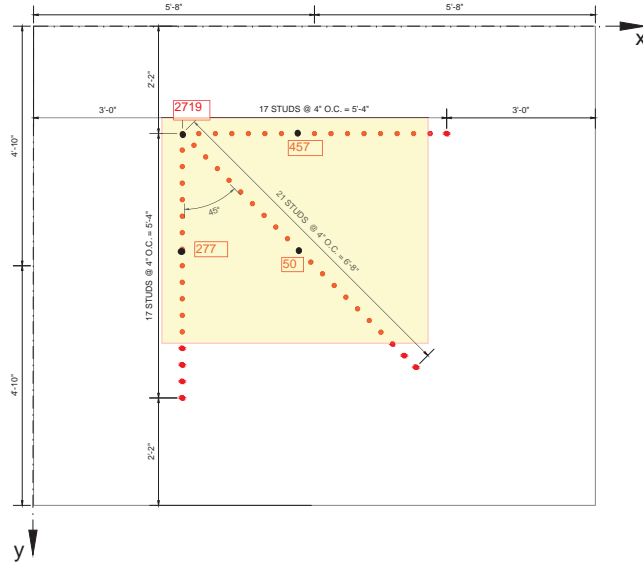 5'-8"
5'-8"
x
2'-2"
17 STUDS @ 4" O.C. = 5'-4"
3'-0"
2719
3'-0"
457
4'-10"
45°
21 STUDS @ 4" O.C. = 6'-8"
17 STUDS @ 4" O.C. = 5'-4"
277
50
4'-10"
2'-2"
y